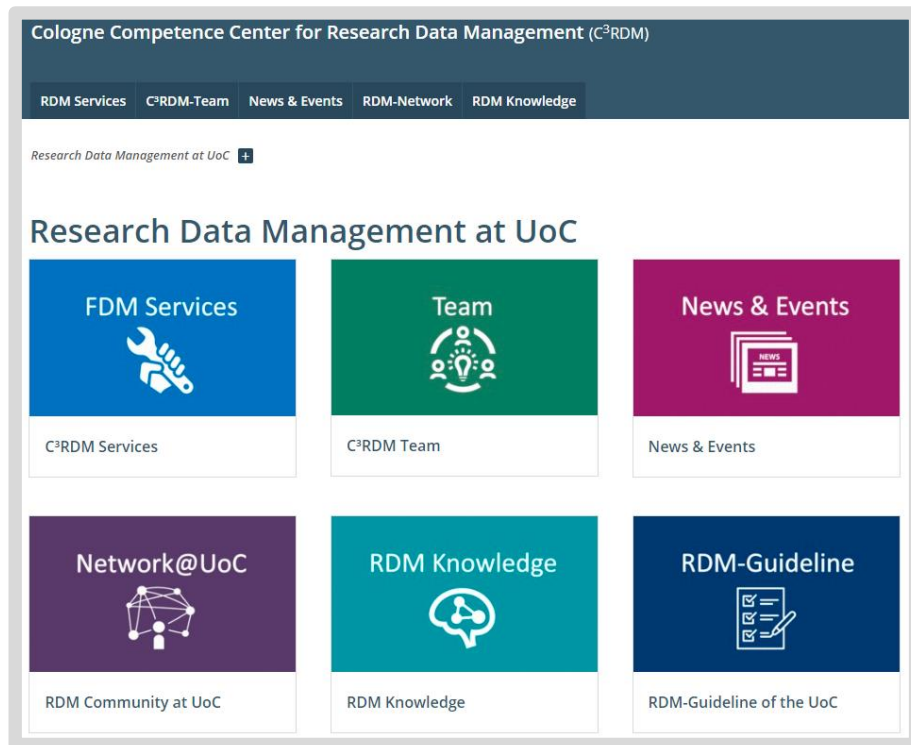 Cologne Competence Center for Research Data Management (C³RDM)
RDM Services C³RDM-Team News & Events RDM-Network RDM Knowledge
Research Data Management at UoC +
Research Data Management at UoC
FDM Services
Team
News & Events
NEWS
C³RDM Services
C³RDM Team
News & Events
Network@UoC
RDM Knowledge
RDM-Guideline
RDM Community at UoC
RDM Knowledge
RDM-Guideline of the UoC